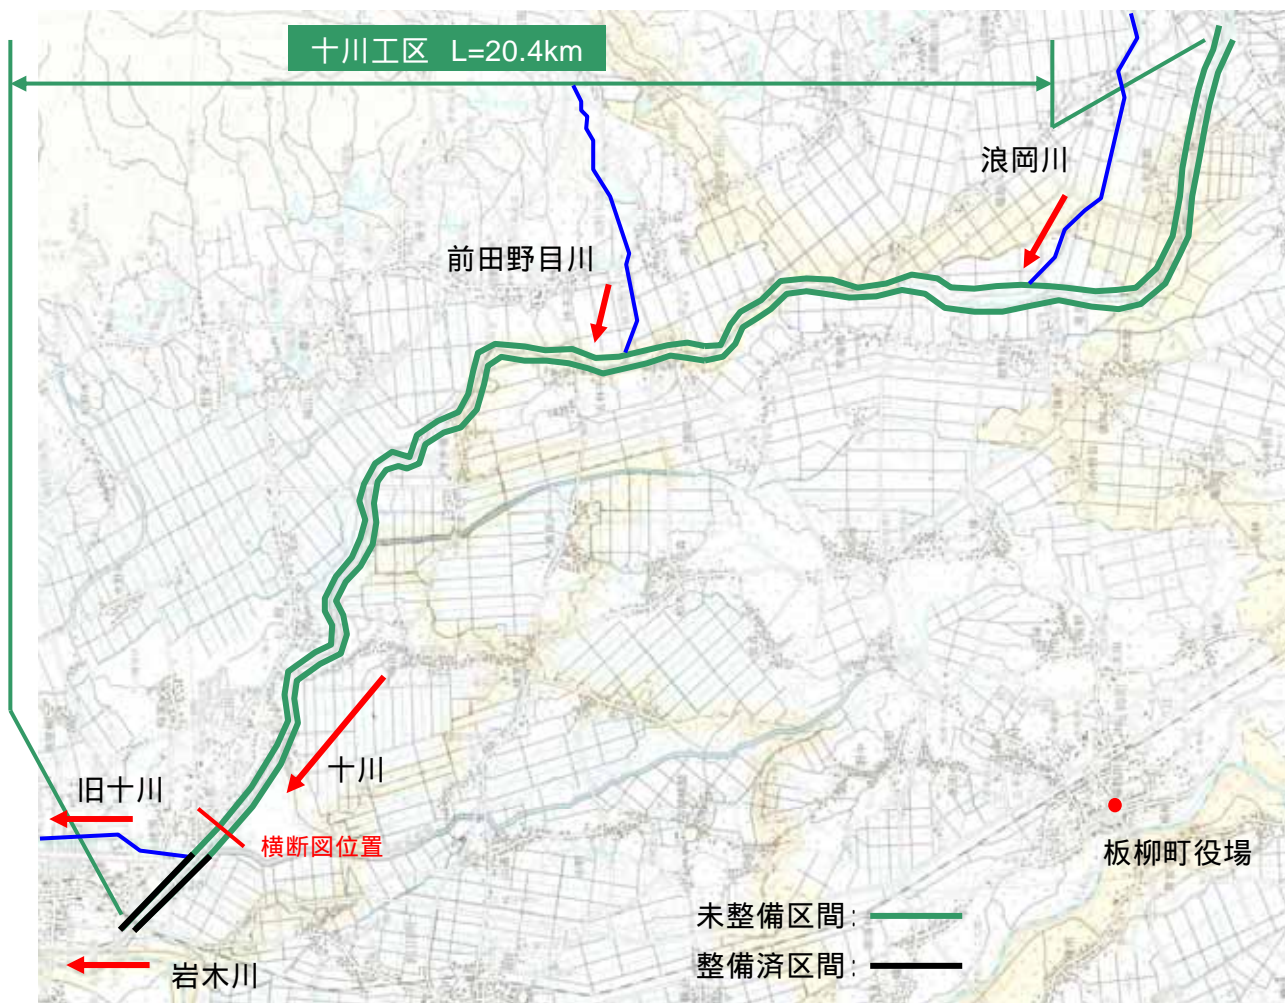 十川工区 L=20.4km
浪岡川
前田野目川
十川
旧十川
横断図位置
板柳町役場
未整備区間:
整備済区間:
岩木川